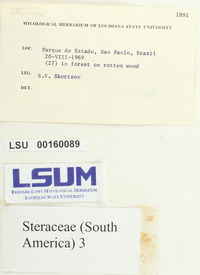 1891
MYCOLOGICAL HERBARIUM OF LOUISIANA STATE UNIVERSITY
LOC: Parque do Estado, Sao Paulo, Brazil
20-VIII-1969
(27) in forest on rotten wood
LEG: B.V. Skortzov
DET:
LSU 00160089
LSUM
BERNARD LOWY MYCOLOGICAL HERBARIUM
LOUISIANA STATE UNIVERSITY
Steraceae (South
America) 3